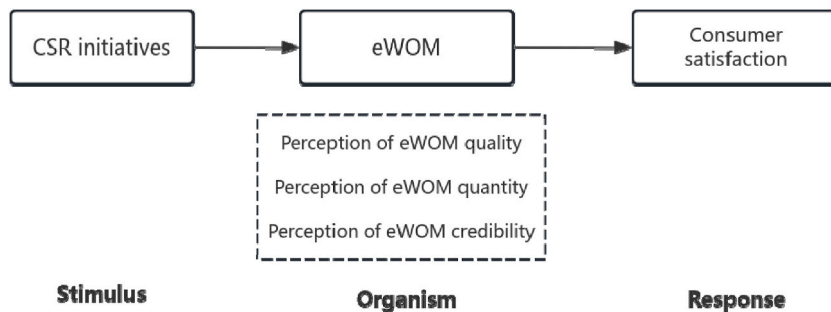 CSR initiatives
eWOM
Consumer
satisfaction
Perception of eWOM quality
Perception of eWOM quantity
Perception of eWOM credibility
Stimulus
Organism
Response